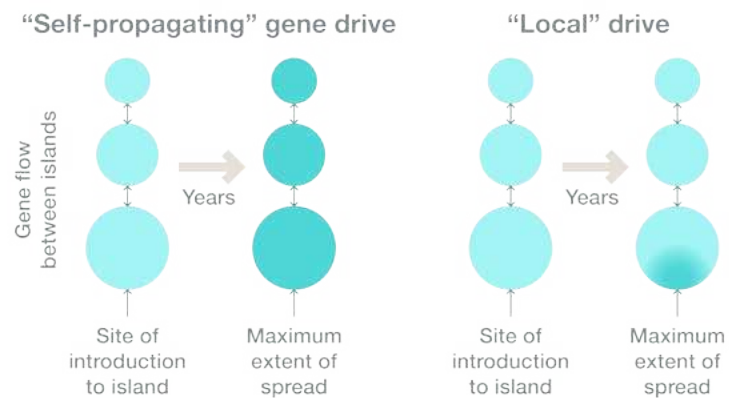 “Self-propagating” gene drive
“Local” drive
Gene flow
between islands
Years
Years
Site of
introduction
to island
Maximum
extent of
spread
Site of
introduction
to island
Maximum
extent of
spread